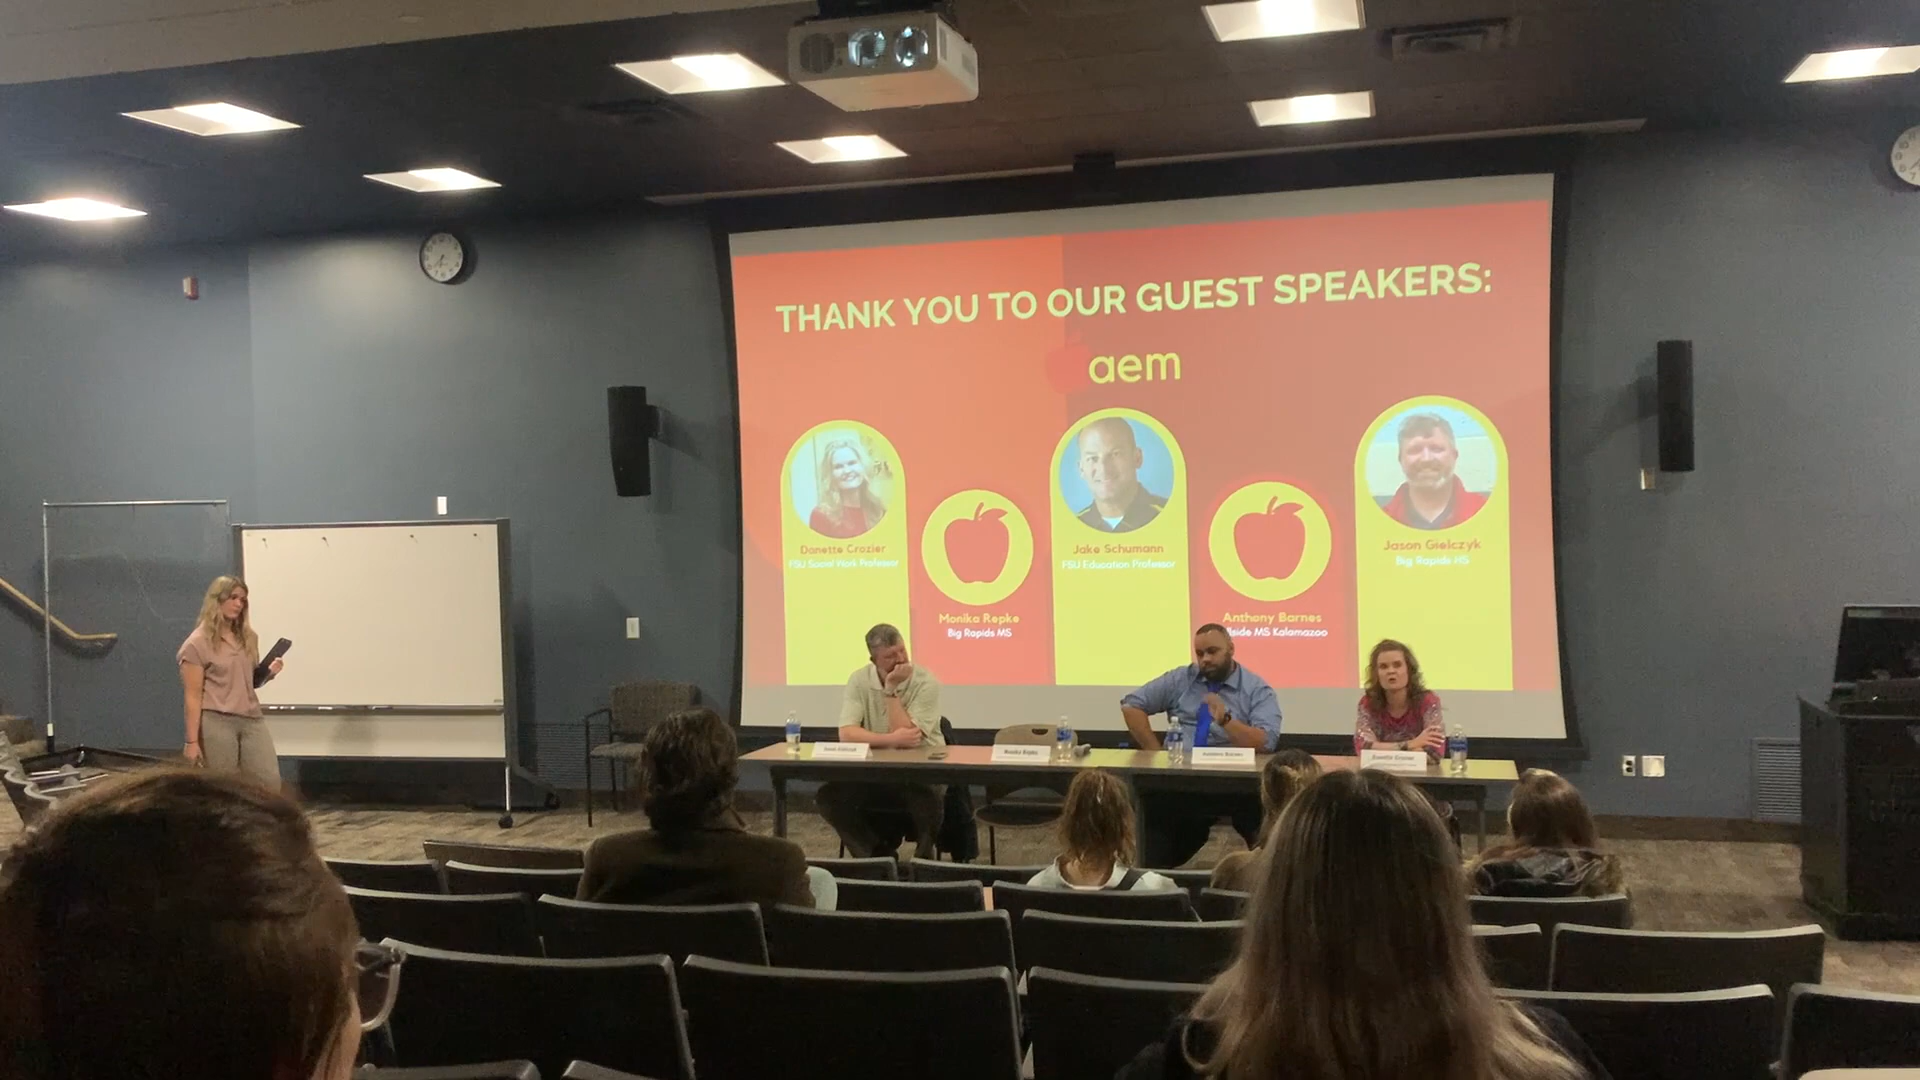 THANK YOU TO OUR GUEST SPEAKERS:
aem
Danette Crozier
FSU Social Work Professor
Jake Schumann
FSU Education Professor
Jason Gielczyk
Big Rapids HS
Monika Repke
Big Rapids MS
Anthony Barnes
MS Kalamazoo